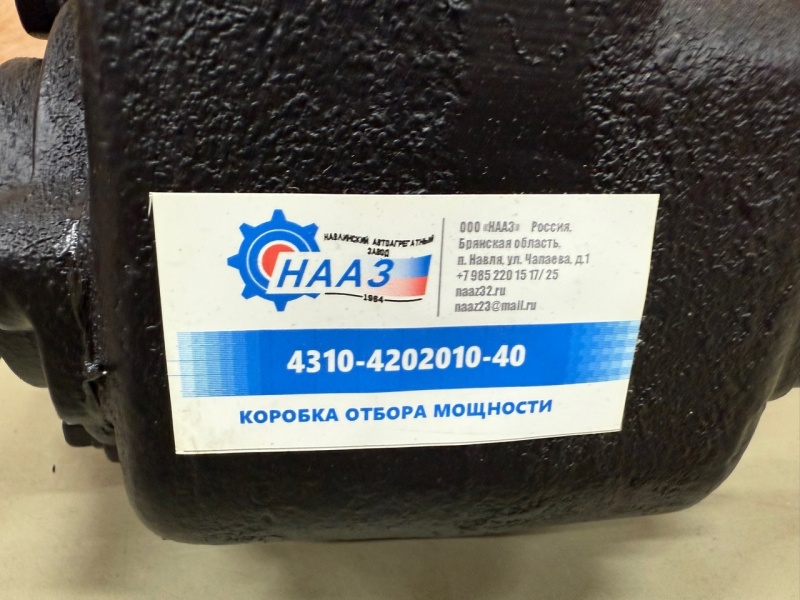 НАВЛИНСКИЙ АВТОАГРЕГАТНЫЙ
ЗАВОД
НААЗ
1964
ООО «НААЗ» Россия,
Брянская область,
п. Навля, ул. Чапаева, д.1
+7 985 220 15 17/ 25
naaz32.ru
naaz23@mail.ru
4310-4202010-40
КОРОБКА ОТБОРА МОЩНОСТИ